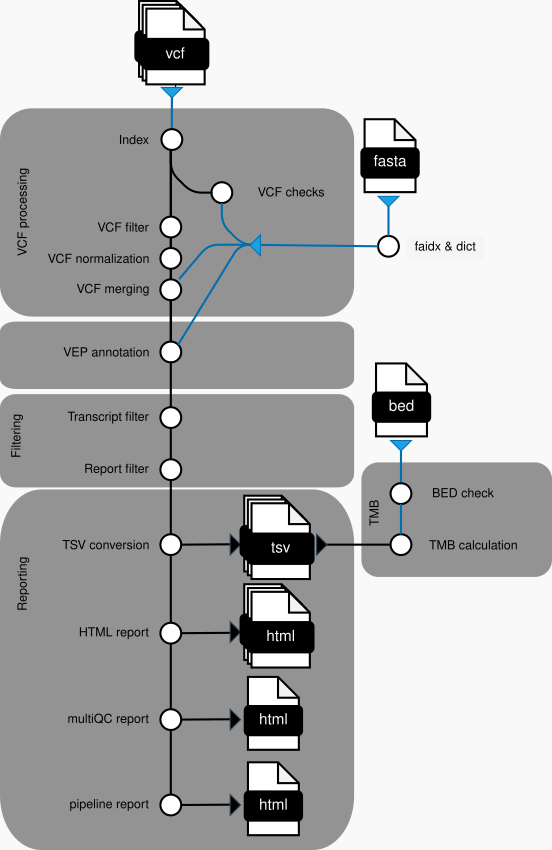 vcf
VCF processing
Index
VCF checks
VCF filter
VCF normalization
VCF merging
fasta
faidx & dict
VEP annotation
Filtering
Transcript filter
Report filter
bed
TMB
BED check
TMB calculation
Reporting
TSV conversion
tsv
HTML report
html
multiQC report
html
pipeline report
html